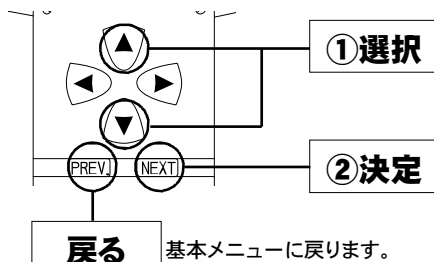 ①選択
PREV.
NEXT
②決定
戻る
基本メニューに戻ります。